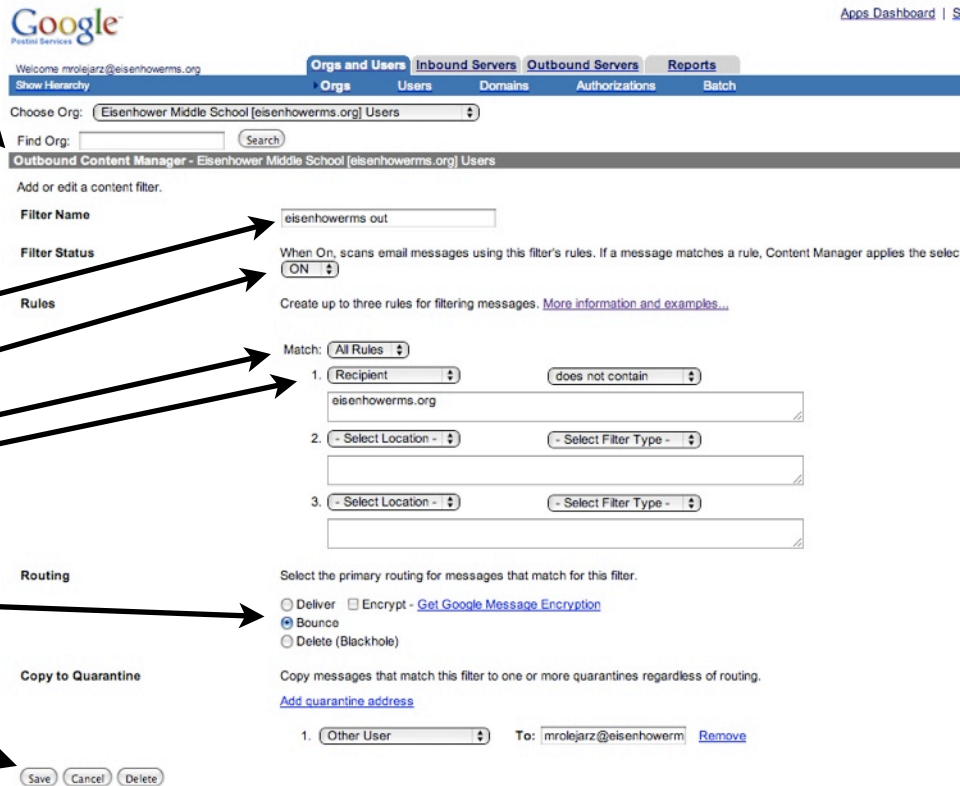 Google
Postini Services
Apps Dashboard | S
Welcome mrolejarz@eisenhowerms.org
Orgs and Users Inbound Servers Outbound Servers Reports
Show Hierarchy Orgs Users Domains Authorizations Batch
Choose Org: Eisenhower Middle School [eisenhowerms.org] Users
Find Org: Search
Outbound Content Manager - Eisenhower Middle School [eisenhowerms.org] Users
Add or edit a content filter.
Filter Name eisenhowerms out
Filter Status When On, scans email messages using this filter's rules. If a message matches a rule, Content Manager applies the selec
ON
Rules Create up to three rules for filtering messages. More information and examples...
Match: All Rules
1. Recipient does not contain
eisenhowerms.org
2. - Select Location - - Select Filter Type -
3. - Select Location - - Select Filter Type -
Routing Select the primary routing for messages that match for this filter.
Deliver Encrypt - Get Google Message Encryption
Bounce
Delete (Blackhole)
Copy to Quarantine Copy messages that match this filter to one or more quarantines regardless of routing.
Add quarantine address
1. Other User To: mrolejarz@eisenhowerm Remove
Save Cancel Delete